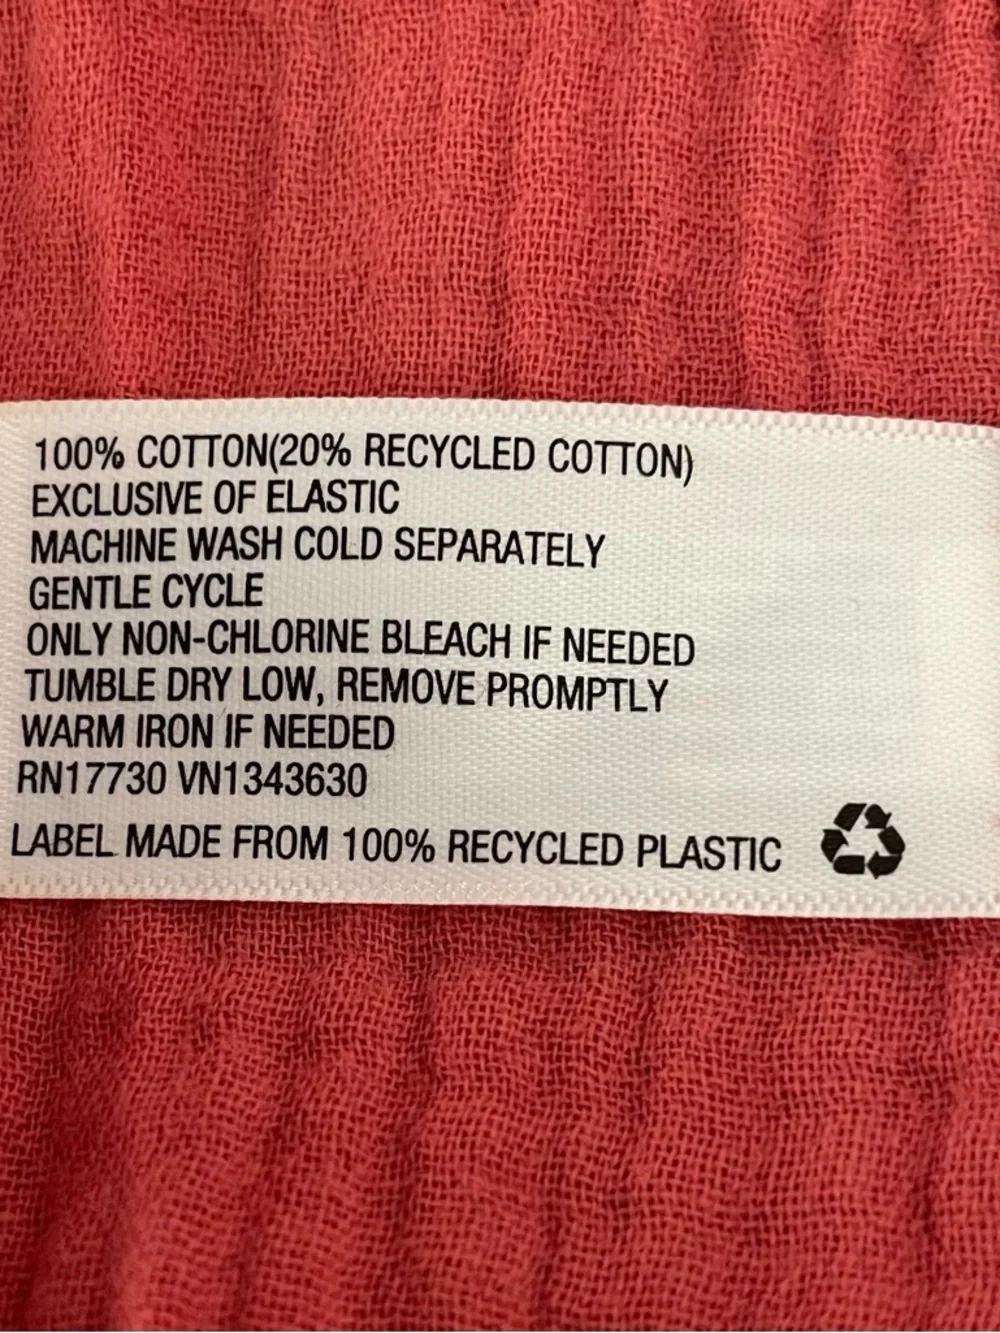 100% COTTON(20% RECYCLED COTTON)
EXCLUSIVE OF ELASTIC
MACHINE WASH COLD SEPARATELY
GENTLE CYCLE
ONLY NON-CHLORINE BLEACH IF NEEDED
TUMBLE DRY LOW, REMOVE PROMPTLY
WARM IRON IF NEEDED
RN17730 VN1343630
LABEL MADE FROM 100% RECYCLED PLASTIC